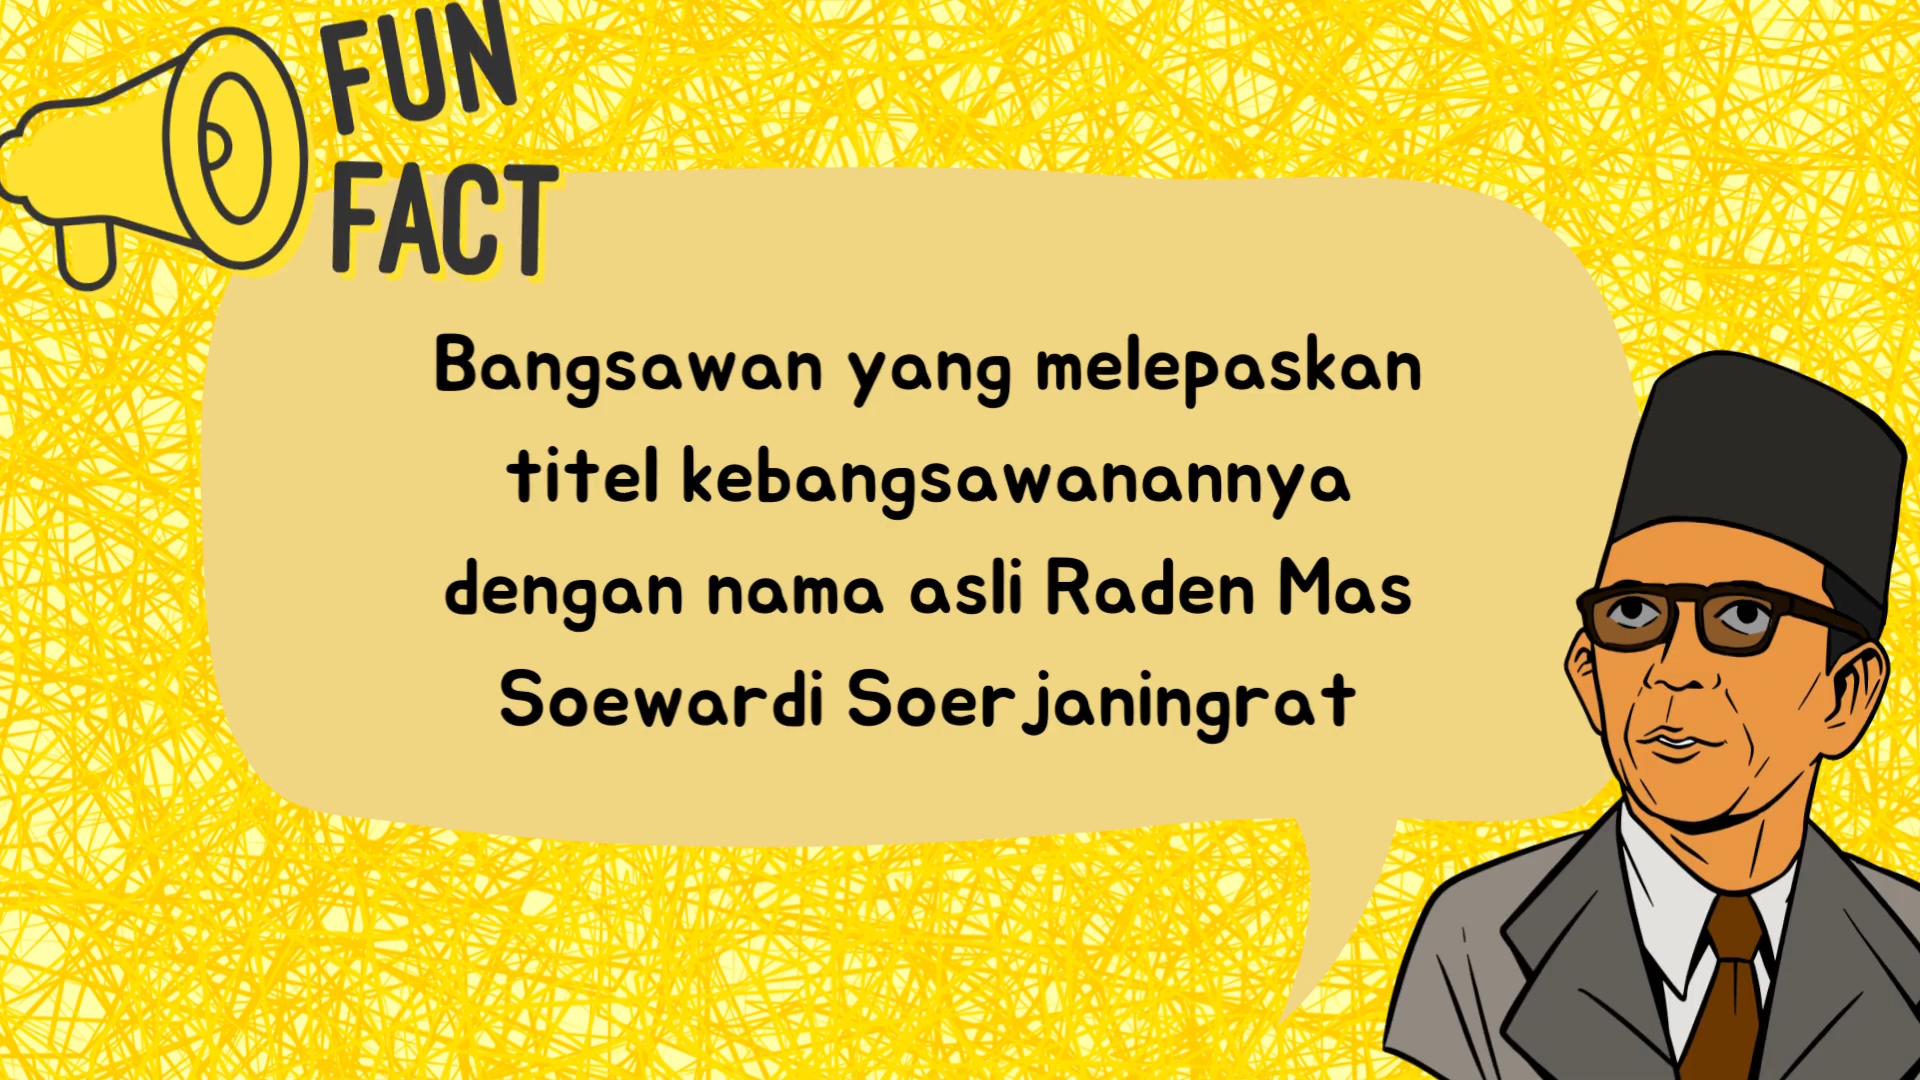 FUN
FACT
Bangsawan yang melepaskan
titel kebangsawanannya
dengan nama asli Raden Mas
Soewardi Soerjaningrat